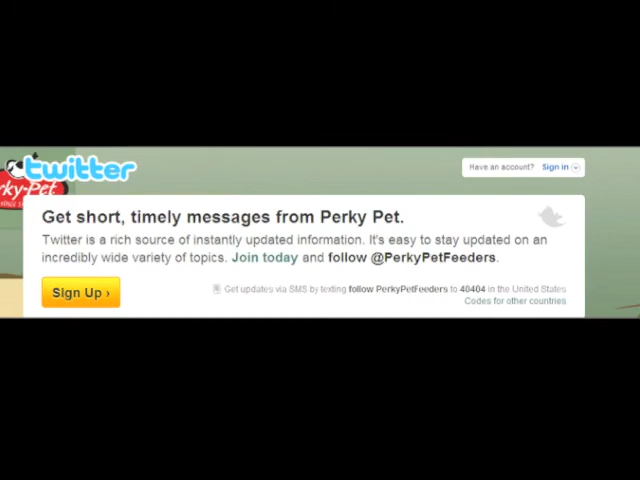 twitter
Have an account? Sign in
rky-Pet
SINCE
Get short, timely messages from Perky Pet.
Twitter is a rich source of instantly updated information. It's easy to stay updated on an
incredibly wide variety of topics. Join today and follow @PerkyPetFeeders.
Sign Up ›
Get updates via SMS by texting follow PerkyPetFeeders to 40404 in the United States
Codes for other countries